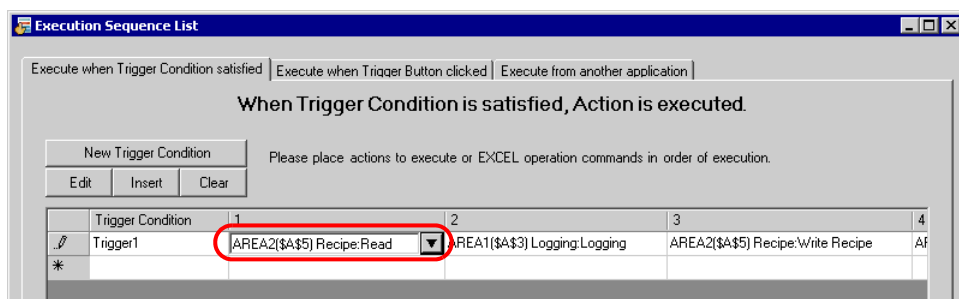 Execution Sequence List
Execute when Trigger Condition satisfied Execute when Trigger Button clicked Execute from another application
When Trigger Condition is satisfied, Action is executed.
New Trigger Condition
Please place actions to execute or EXCEL operation commands in order of execution.
Edit Insert Clear
Trigger Condition 1 2 3 4
Trigger1 AREA2($A$5) Recipe:Read AREA1($A$3) Logging:Logging AREA2($A$5) Recipe:Write Recipe